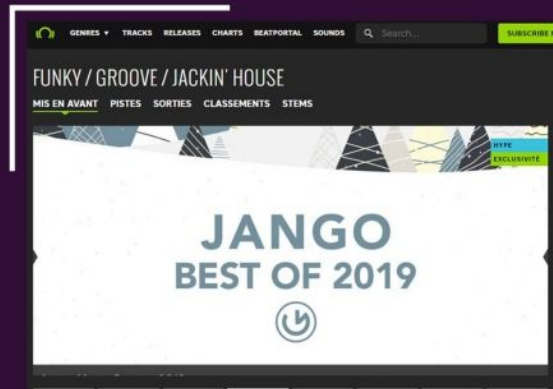 GENRES ▼ TRACKS RELEASES CHARTS BEATPORTAL SOUNDS Search... SUBSCRIBE
FUNKY / GROOVE / JACKIN' HOUSE
MIS EN AVANT PISTES SORTIES CLASSEMENTS STEMS
HYPE
EXCLUSIVITÉ
JANGO
BEST OF 2019